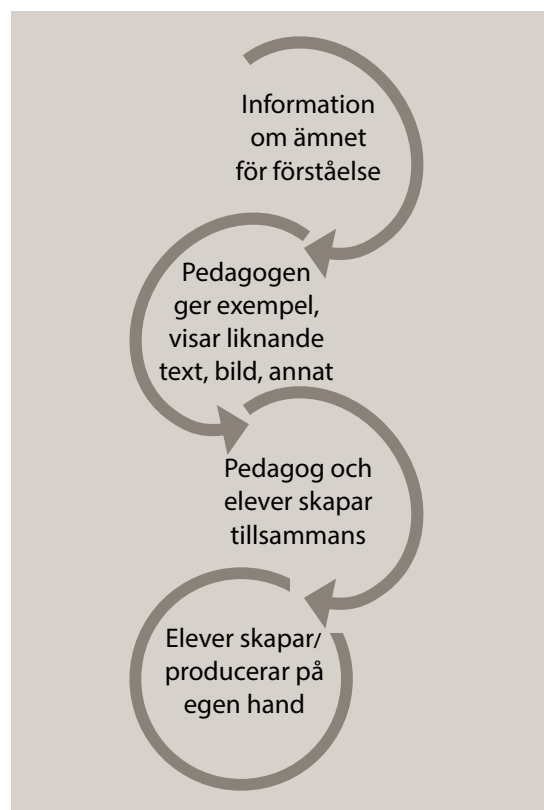 Information
om ämnet
för förståelse
Pedagogen
ger exempel,
visar liknande
text, bild, annat
Pedagog och
elever skapar
tillsammans
Elever skapar/
producerar på
egen hand